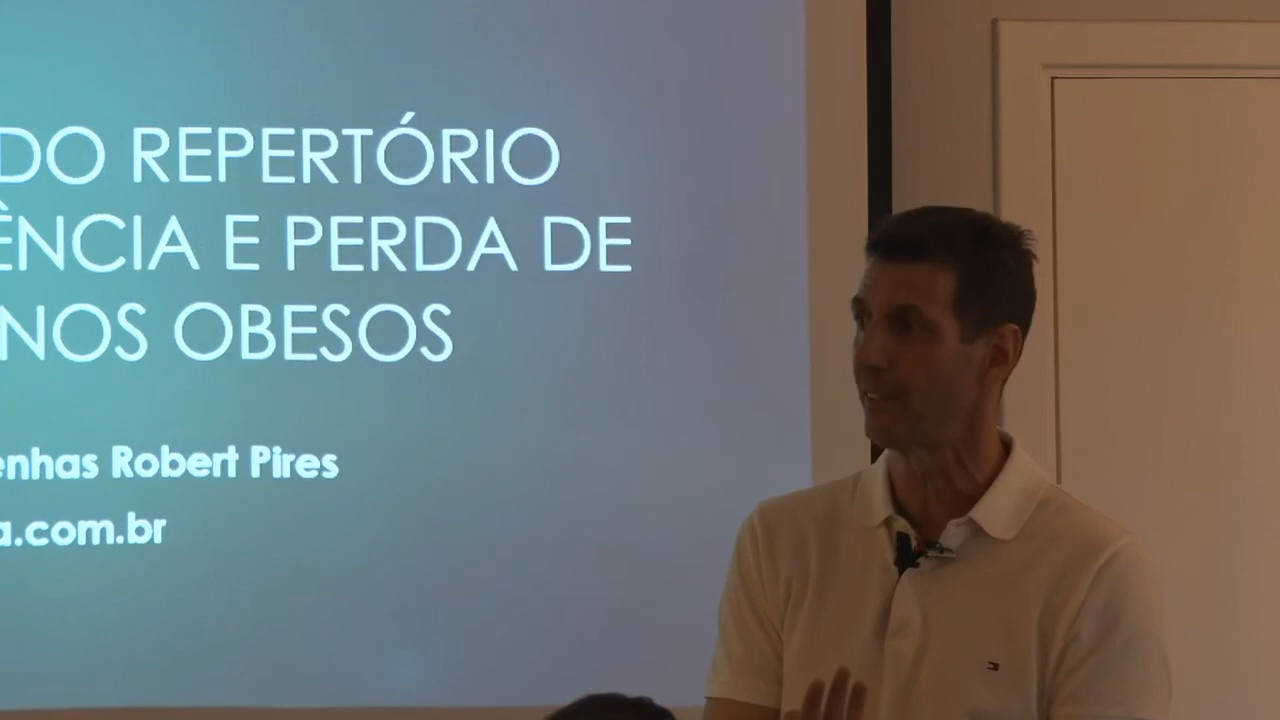 DO REPERTÓRIO
ÊNCIA E PERDA DE
NOS OBESOS
enhas Robert Pires
a.com.br